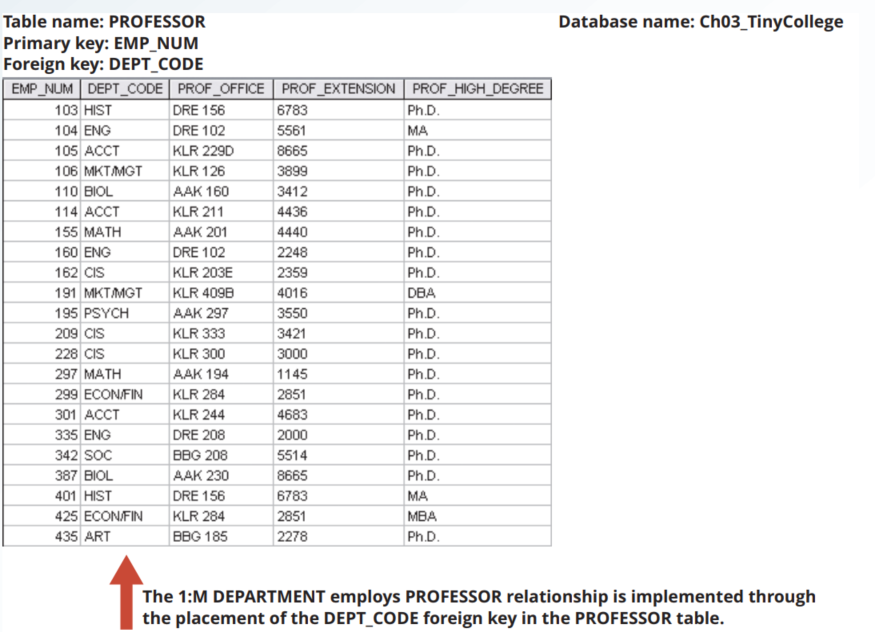 Table name: PROFESSOR Database name: Ch03_TinyCollege
Primary key: EMP_NUM
Foreign key: DEPT_CODE
EMP_NUM DEPT_CODE PROF_OFFICE PROF_EXTENSION PROF_HIGH_DEGREE
103 HIST DRE 156 6783 Ph.D.
104 ENG DRE 102 5561 MA
105 ACCT KLR 229D 8665 Ph.D.
106 MKT/MGT KLR 126 3899 Ph.D.
110 BIOL AAK 160 3412 Ph.D.
114 ACCT KLR 211 4436 Ph.D.
155 MATH AAK 201 4440 Ph.D.
160 ENG DRE 102 2248 Ph.D.
162 CIS KLR 203E 2359 Ph.D.
191 MKT/MGT KLR 409B 4016 DBA
195 PSYCH AAK 297 3550 Ph.D.
209 CIS KLR 333 3421 Ph.D.
228 CIS KLR 300 3000 Ph.D.
297 MATH AAK 194 1145 Ph.D.
299 ECON/FIN KLR 284 2851 Ph.D.
301 ACCT KLR 244 4683 Ph.D.
335 ENG DRE 208 2000 Ph.D.
342 SOC BBG 208 5514 Ph.D.
387 BIOL AAK 230 8665 Ph.D.
401 HIST DRE 156 6783 MA
425 ECON/FIN KLR 284 2851 MBA
435 ART BBG 185 2278 Ph.D.
The 1:M DEPARTMENT employs PROFESSOR relationship is implemented through
the placement of the DEPT_CODE foreign key in the PROFESSOR table.